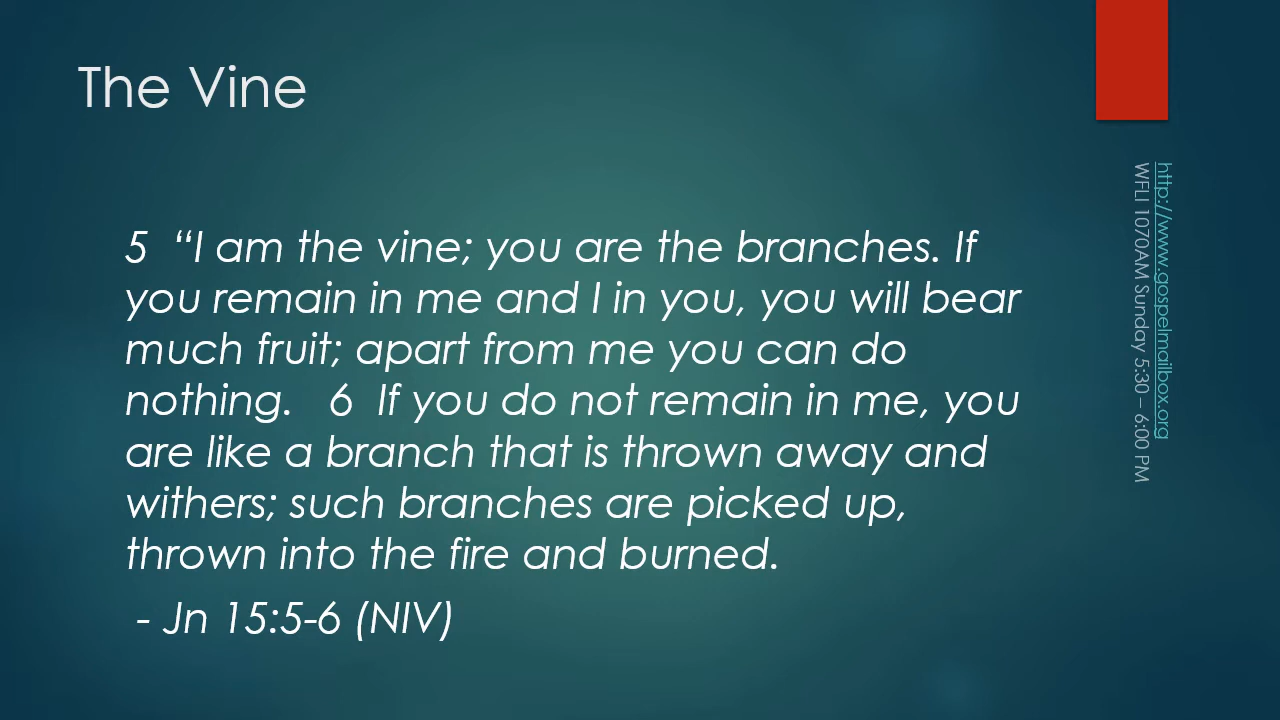 The Vine
5  “I am the vine; you are the branches. If
you remain in me and I in you, you will bear
much fruit; apart from me you can do
nothing.   6  If you do not remain in me, you
are like a branch that is thrown away and
withers; such branches are picked up,
thrown into the fire and burned.
- Jn 15:5-6 (NIV)
http://www.gospelmailbox.org
WFLI 1070AM Sunday 5:30 – 6:00 PM